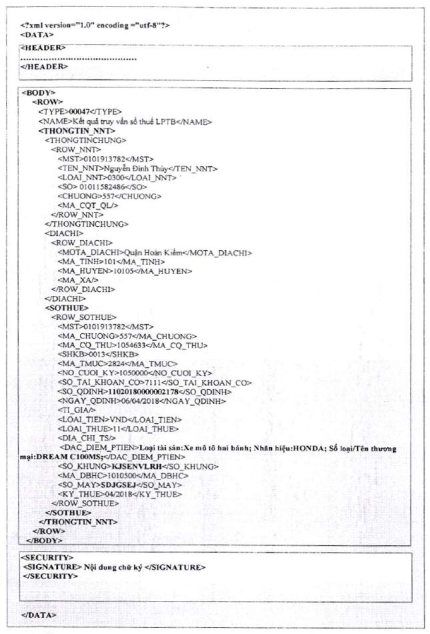 <?xml version="1.0" encoding ="utf-8"?>
<DATA>
<HEADER>
..........................................
</HEADER>
<BODY>
<ROW>
<TYPE>00047</TYPE>
<NAME>Kết quả truy vấn sổ thuế LPTB</NAME>
<THONGTIN_NNT>
<THONGTINCHUNG>
<ROW_NNT>
<MST>0101913782</MST>
<TEN_NNT>Nguyễn Đình Thúy</TEN_NNT>
<LOAI_NNT>0300</LOAI_NNT>
<SO> 01011582486</SO>
<CHUONG>557</CHUONG>
<MA_CQT_QL/>
</ROW_NNT>
</THONGTINCHUNG>
<DIACHI>
<ROW_DIACHI>
<MOTA_DIACHI>Quận Hoàn Kiếm</MOTA_DIACHI>
<MA_TINH>101</MA_TINH>
<MA_HUYEN>10105</MA_HUYEN>
<MA_XA/>
</ROW_DIACHI>
</DIACHI>
<SOTHUE>
<ROW_SOTHUE>
<MST>0101913782</MST>
<MA_CHUONG>557</MA_CHUONG>
<MA_CQ_THU>1054633</MA_CQ_THU>
<SHKB>0013</SHKB>
<MA_TMUC>2824</MA_TMUC>
<NO_CUOI_KY>1050000</NO_CUOI_KY>
<SO_TAI_KHOAN_CO>7111</SO_TAI_KHOAN_CO>
<SO_QDINH>11020180000002178</SO_QDINH>
<NGAY_QDINH>06/04/2018</NGAY_QDINH>
<TI_GIA/>
<LOAI_TIEN>VND</LOAI_TIEN>
<LOAI_THUE>11</LOAI_THUE>
<DIA_CHI_TS/>
<DAC_DIEM_PTIEN>Loại tài sản:Xe mô tô hai bánh; Nhãn hiệu:HONDA; Số loại/Tên thương
mại:DREAM C100MS;</DAC_DIEM_PTIEN>
<SO_KHUNG>KJSENVLRH</SO_KHUNG>
<MA_DBHC>1010500</MA_DBHC>
<SO_MAY>SDJGSEJ</SO_MAY>
<KY_THUE>04/2018</KY_THUE>
</ROW_SOTHUE>
</SOTHUE>
</THONGTIN_NNT>
</ROW>
</BODY>
<SECURITY>
<SIGNATURE> Nội dung chữ ký </SIGNATURE>
</SECURITY>
</DATA>